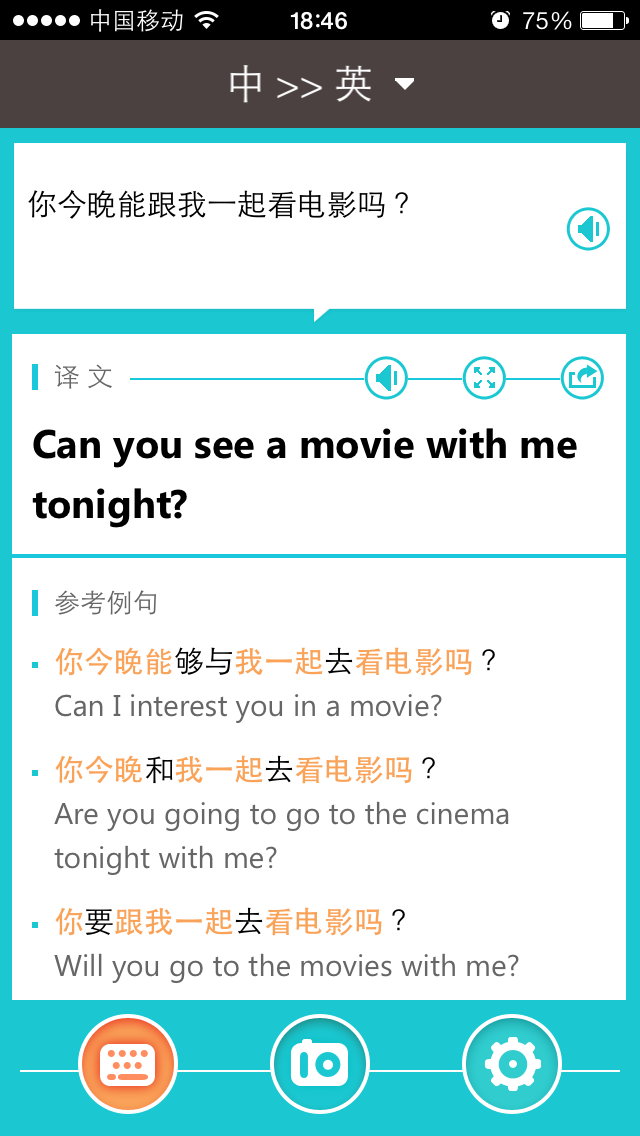 中国移动 18:46 75%
中 >> 英
你今晚能跟我一起看电影吗？
译 文
Can you see a movie with me
tonight?
参考例句
你今晚能够与我一起去看电影吗？
Can I interest you in a movie?
你今晚和我一起去看电影吗？
Are you going to go to the cinema
tonight with me?
你要跟我一起去看电影吗？
Will you go to the movies with me?